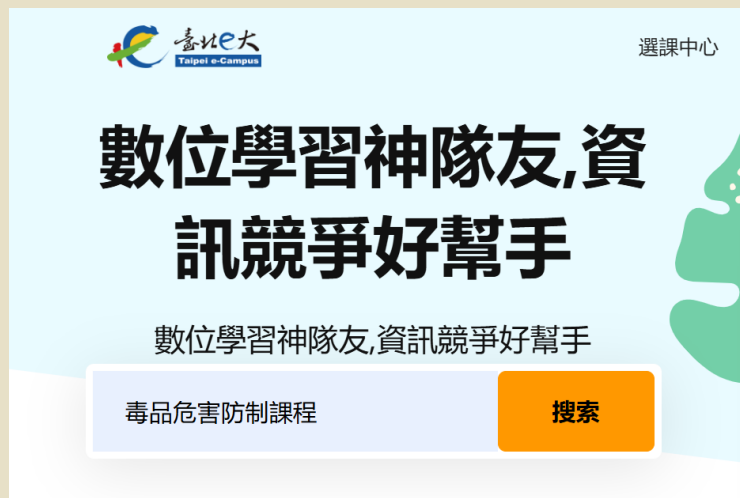 臺北e大
Taipei e-Campus
選課中心
數位學習神隊友,資
訊競爭好幫手
數位學習神隊友,資訊競爭好幫手
毒品危害防制課程
搜索